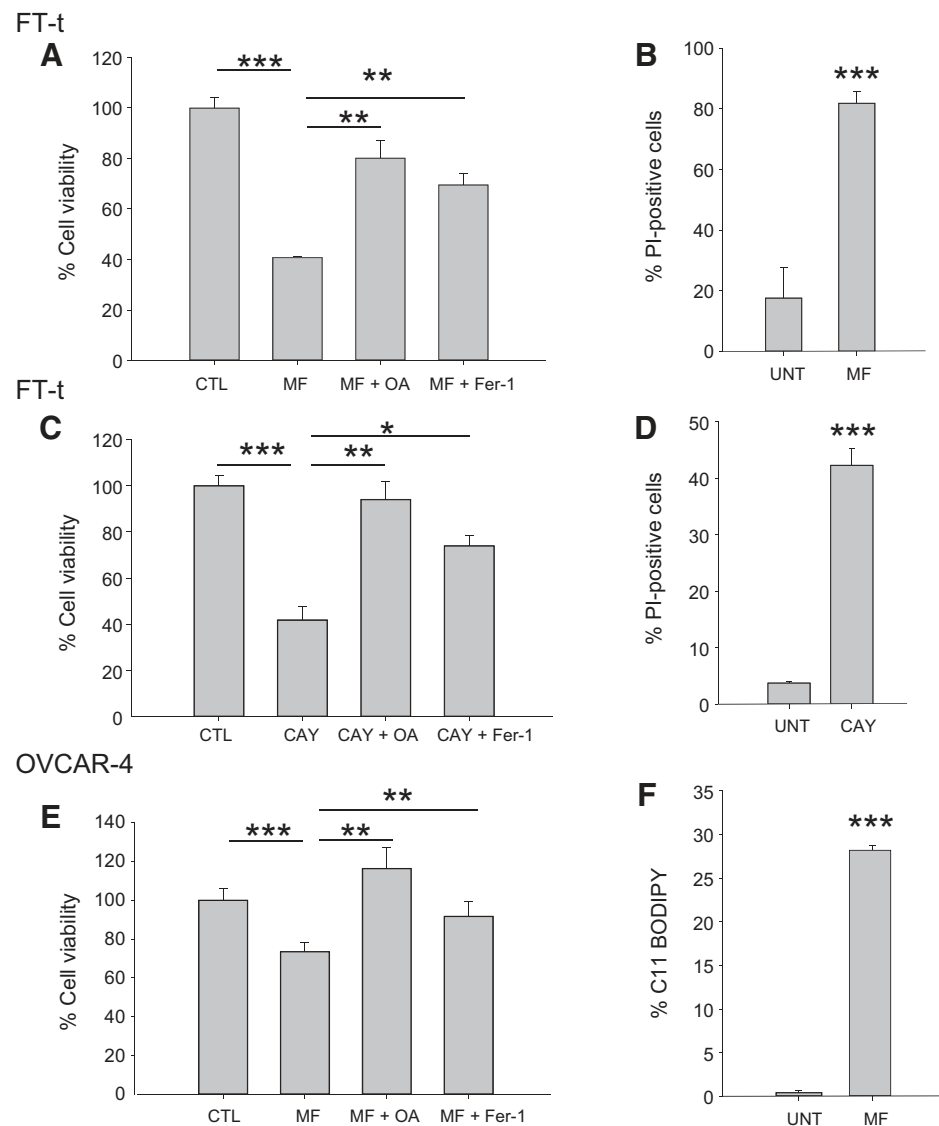 FT-t
A
% Cell viability
120
100
80
60
40
20
0
***
**
**
CTL MF MF + OA MF + Fer-1
B
% PI-positive cells
100
80
60
40
20
0
***
UNT MF
FT-t
C
% Cell viability
120
100
80
60
40
20
0
***
*
**
CTL CAY CAY + OA CAY + Fer-1
D
% PI-positive cells
50
40
30
20
10
0
***
UNT CAY
OVCAR-4
E
% Cell viability
140
120
100
80
60
40
20
0
**
***
**
CTL MF MF + OA MF + Fer-1
F
% C11 BODIPY
35
30
25
20
15
10
5
0
***
UNT MF